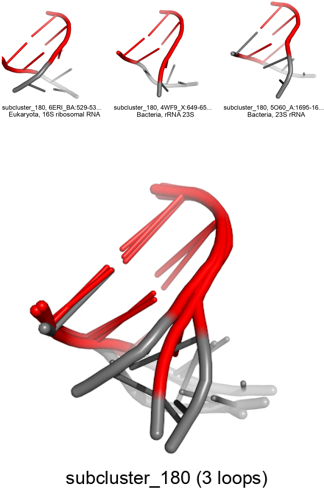 subcluster_180, 6ERI_BA:529-53...
Eukaryota, 16S ribosomal RNA
subcluster_180, 4WF9_X:649-65...
Bacteria, rRNA 23S
subcluster_180, 5O60_A:1695-16...
Bacteria, 23S rRNA
subcluster_180 (3 loops)